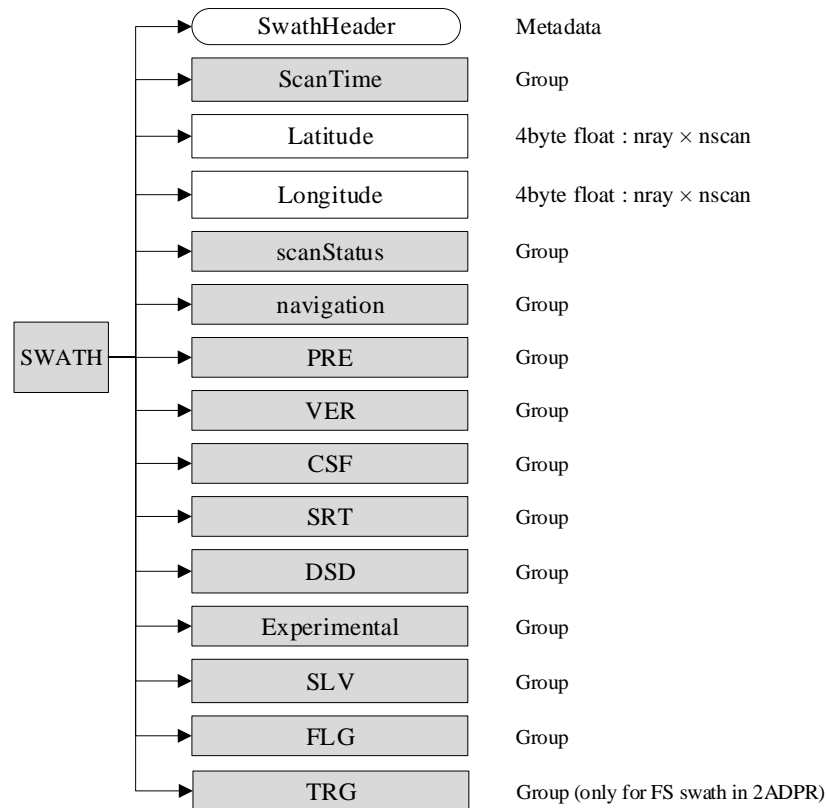 SwathHeader Metadata
ScanTime Group
Latitude 4byte float : nray × nscan
Longitude 4byte float : nray × nscan
scanStatus Group
navigation Group
SWATH
PRE Group
VER Group
CSF Group
SRT Group
DSD Group
Experimental Group
SLV Group
FLG Group
TRG Group (only for FS swath in 2ADPR)